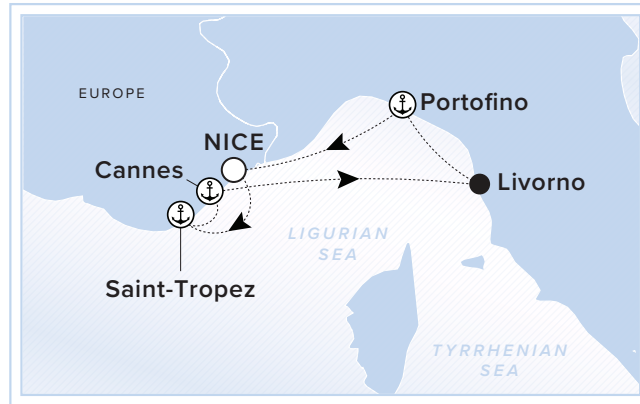 EUROPE
Portofino
NICE
Cannes
Livorno
LIGURIAN
SEA
Saint-Tropez
TYRRHENIAN
SEA